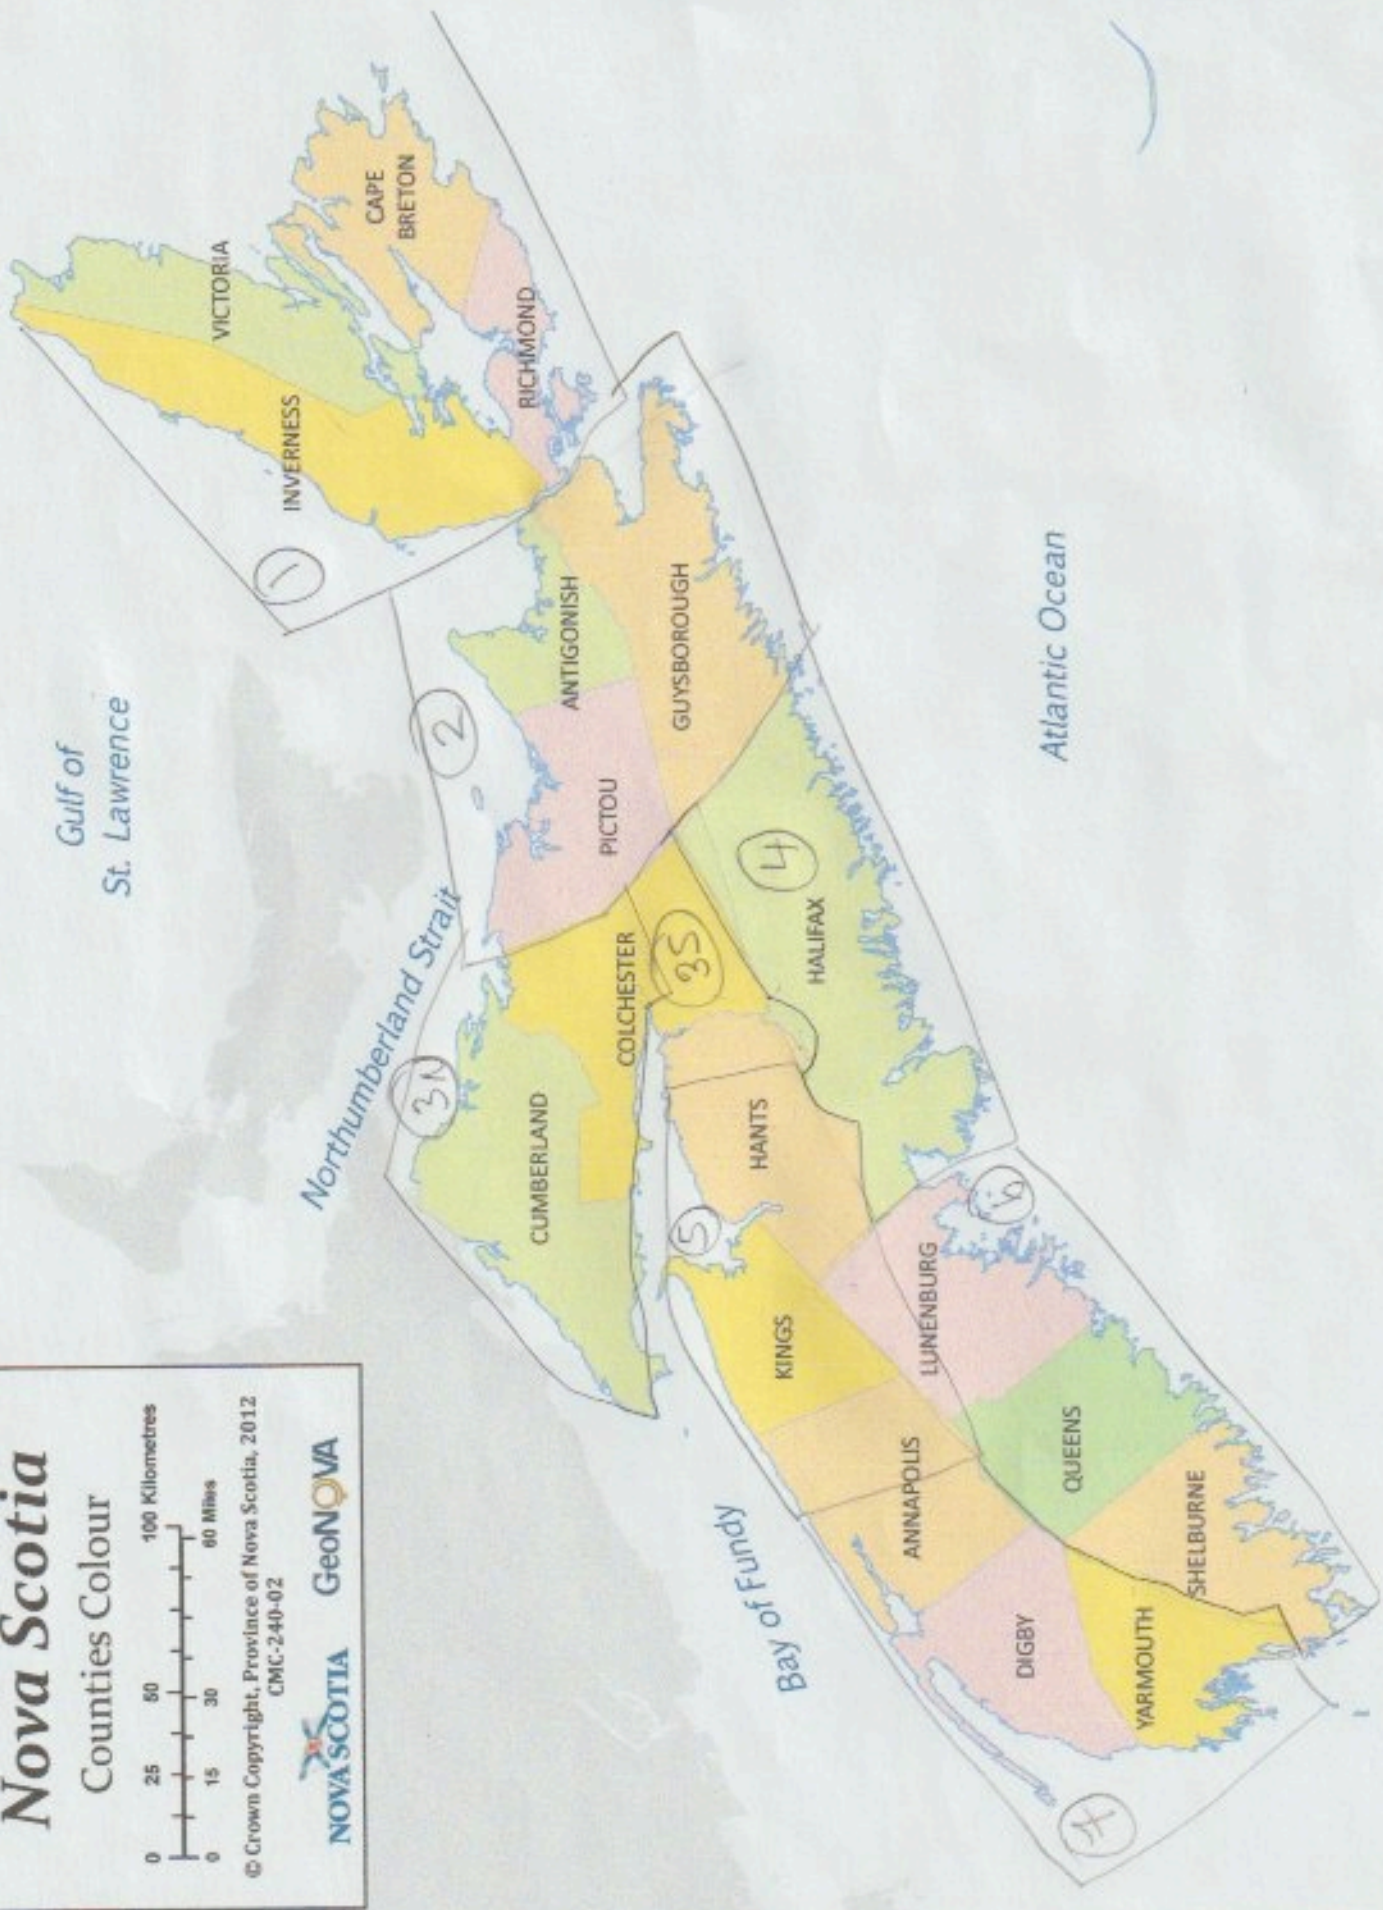 Nova Scotia
Counties Colour
0 25 50 100 Kilometres
0 15 30 60 Miles
© Crown Copyright, Province of Nova Scotia, 2012
CMC-240-02
NOVA SCOTIA
GeoNOVA
Gulf of
St. Lawrence
Northumberland Strait
Bay of Fundy
Atlantic Ocean
VICTORIA
INVERNESS
CAPE
BRETON
RICHMOND
ANTIGONISH
GUYSBOROUGH
PICTOU
COLCHESTER
CUMBERLAND
HALIFAX
HANTS
KINGS
LUNENBURG
ANNAPOLIS
QUEENS
DIGBY
SHELBURNE
YARMOUTH
1
2
3N
3S
4
5
6
7